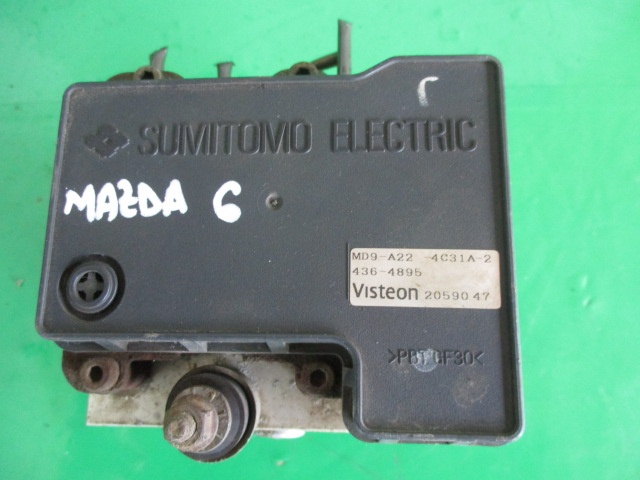 SUMITOMO ELECTRIC
MAZDA 6
MD9-A22 -4C31A-2
436-4895
Visteon 2059047
>PBT GF30<